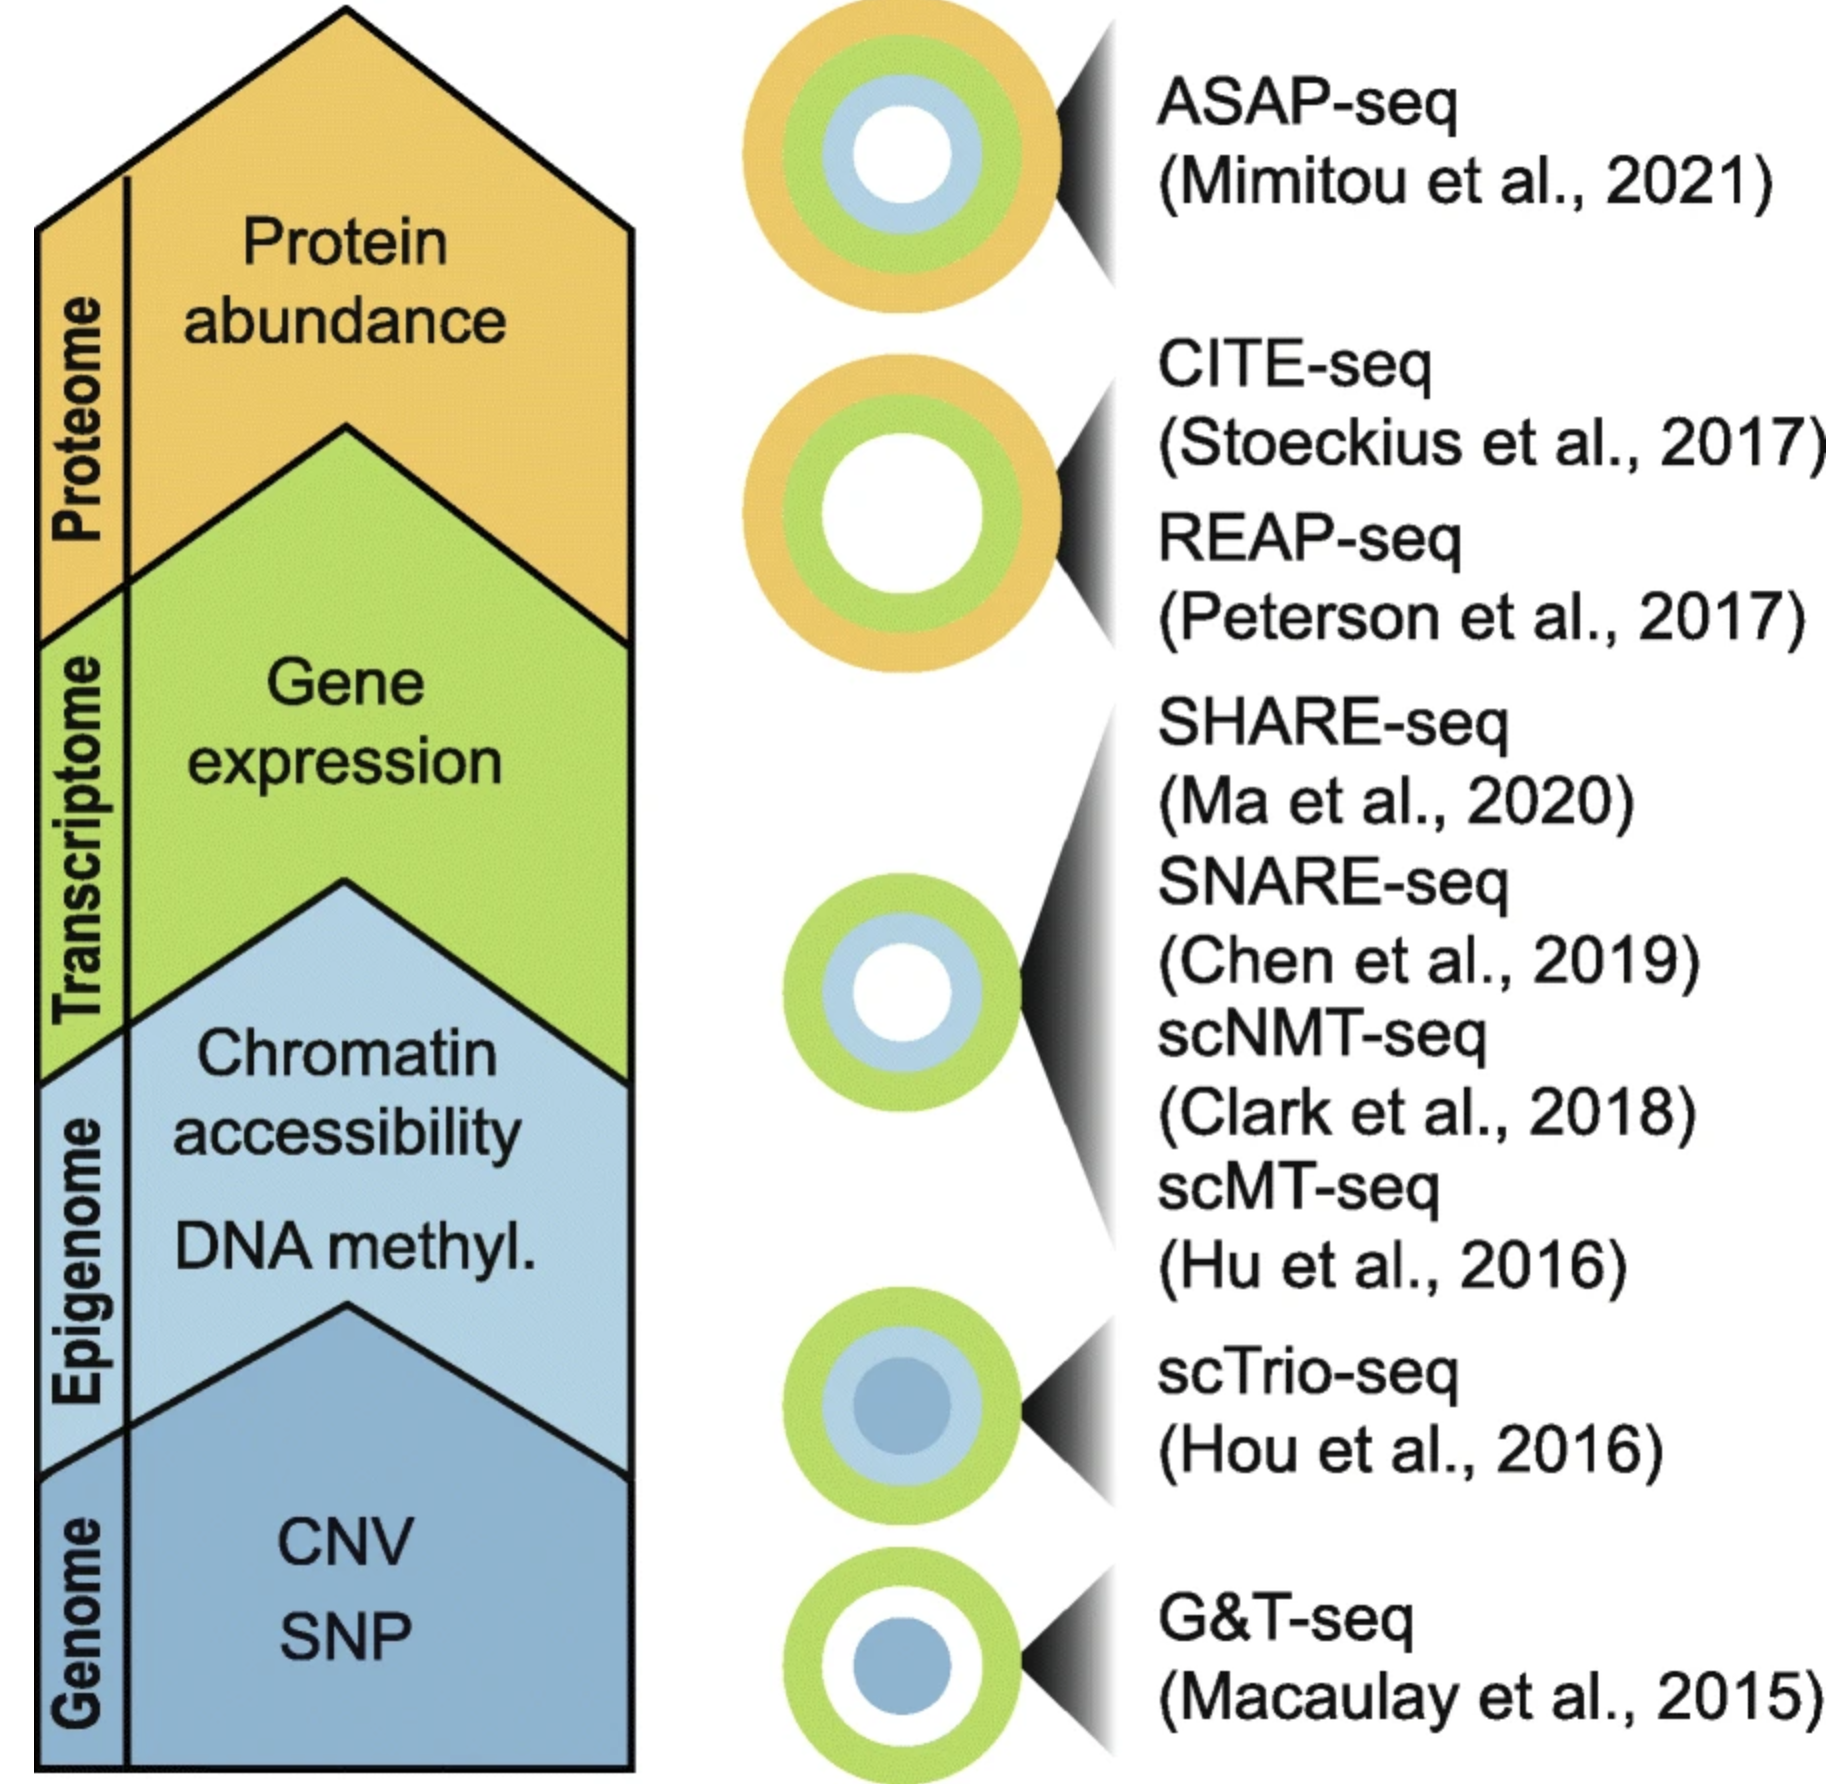 Proteome
Protein
abundance
Transcriptome
Gene
expression
Epigenome
Chromatin
accessibility
DNA methyl.
Genome
CNV
SNP
ASAP-seq
(Mimitou et al., 2021)
CITE-seq
(Stoeckius et al., 2017)
REAP-seq
(Peterson et al., 2017)
SHARE-seq
(Ma et al., 2020)
SNARE-seq
(Chen et al., 2019)
scNMT-seq
(Clark et al., 2018)
scMT-seq
(Hu et al., 2016)
scTrio-seq
(Hou et al., 2016)
G&T-seq
(Macaulay et al., 2015)